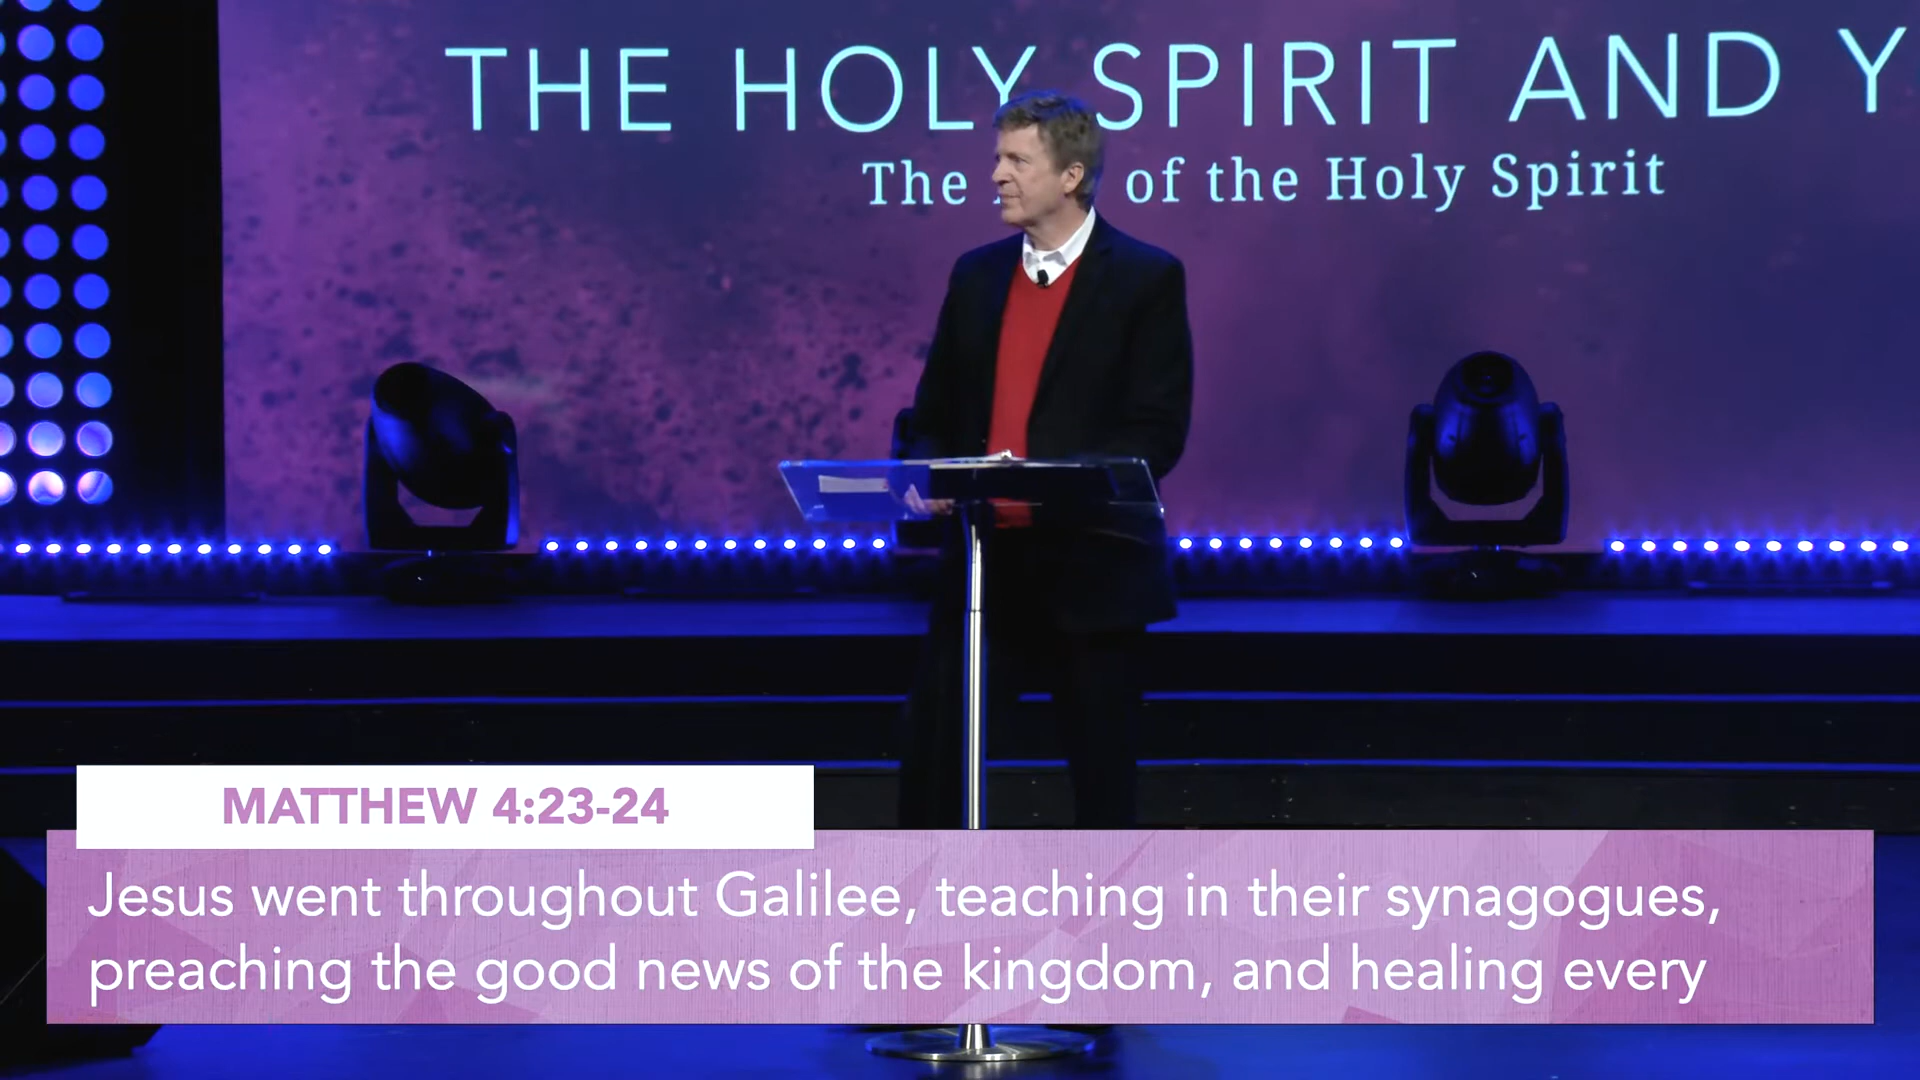 THE HOLY SPIRIT AND Y
The of the Holy Spirit
MATTHEW 4:23-24
Jesus went throughout Galilee, teaching in their synagogues,
preaching the good news of the kingdom, and healing every